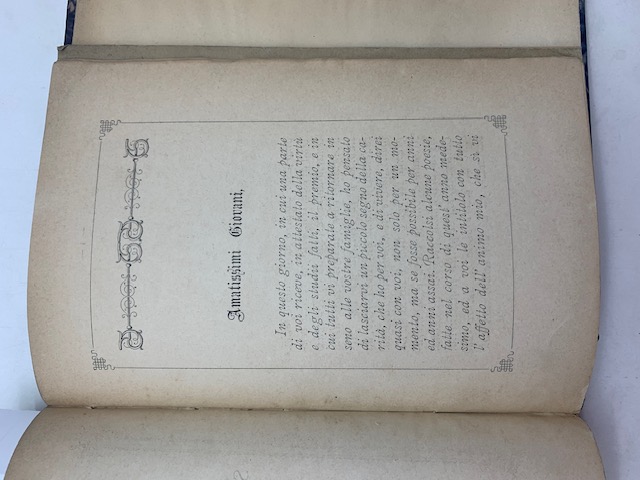 Amatissimi Giovani,
In questo giorno, in cui una parte
di voi riceve, in attestato della virtù
e degli studii fatti, il premio, e in
cui tutti vi preparate a ritornare in
seno alle vostre famiglie, ho pensato
di lasciarvi un piccolo segno della ca-
rità, che ho per voi, e di vivere, direi
quasi con voi, non solo per un mo-
mento, ma se fosse possibile per anni
ed anni assai. Raccolsi alcune poesie,
fatte nel corso di quest' anno mede-
simo, ed a voi le intitolo con tutto
l' affetto dell' animo mio, che sì vi